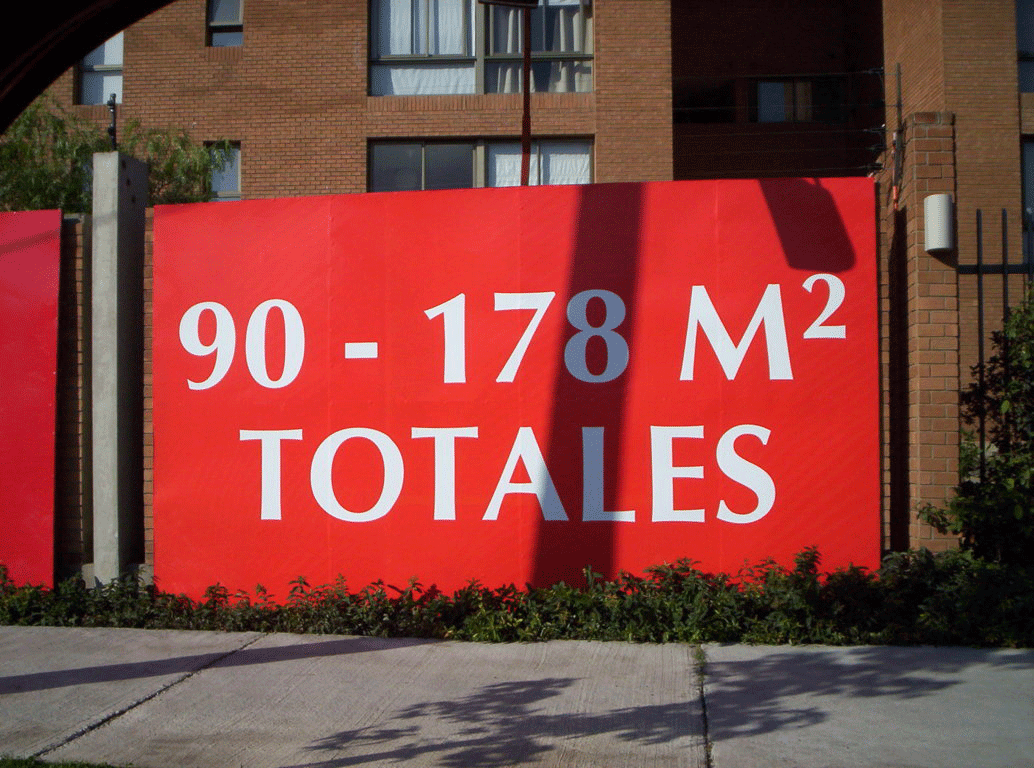 90 - 178 M²
TOTALES